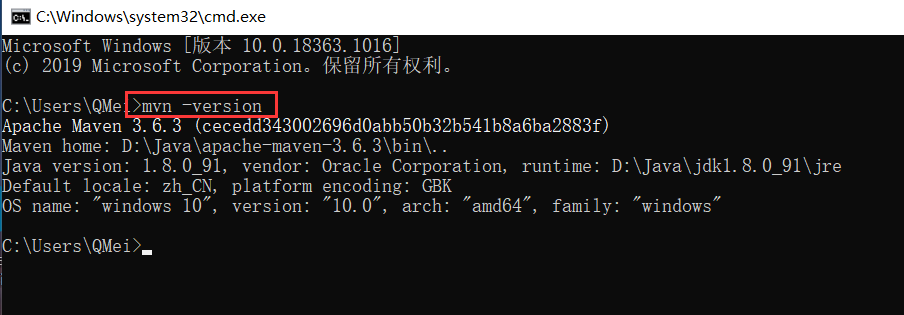 C:\Windows\system32\cmd.exe
Microsoft Windows [版本 10.0.18363.1016]
(c) 2019 Microsoft Corporation。保留所有权利。
C:\Users\QMei>mvn -version
Apache Maven 3.6.3 (cecedd343002696d0abb50b32b541b8a6ba2883f)
Maven home: D:\Java\apache-maven-3.6.3\bin\..
Java version: 1.8.0_91, vendor: Oracle Corporation, runtime: D:\Java\jdk1.8.0_91\jre
Default locale: zh_CN, platform encoding: GBK
OS name: "windows 10", version: "10.0", arch: "amd64", family: "windows"
C:\Users\QMei>